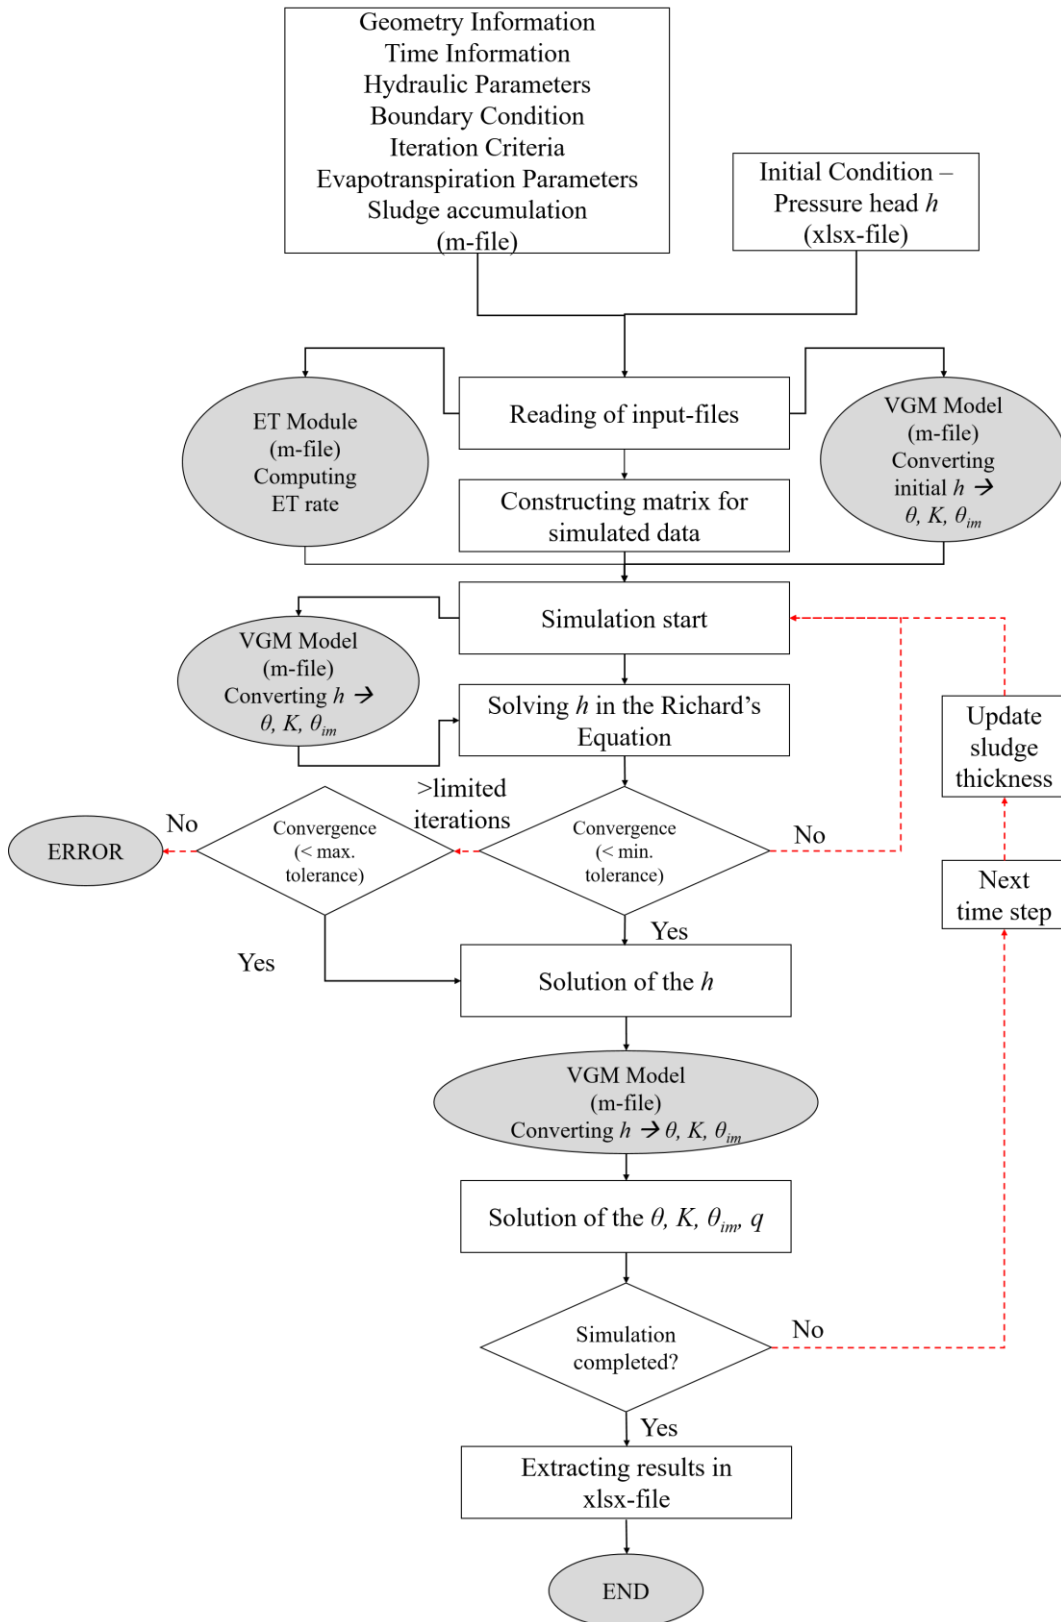 Geometry Information
Time Information
Hydraulic Parameters
Boundary Condition
Iteration Criteria
Evapotranspiration Parameters
Sludge accumulation
(m-file)
Initial Condition –
Pressure head h
(xlsx-file)
ET Module
(m-file)
Computing
ET rate
Reading of input-files
VGM Model
(m-file)
Converting
initial h →
θ, K, θim
Constructing matrix for
simulated data
Simulation start
VGM Model
(m-file)
Converting h →
θ, K, θim
Solving h in the Richard’s
Equation
Update
sludge
thickness
>limited
iterations
No
ERROR
Convergence
(< max.
tolerance)
Convergence
(< min.
tolerance)
No
Next
time step
Yes
Yes
Solution of the h
VGM Model
(m-file)
Converting h → θ, K, θim
Solution of the θ, K, θim, q
Simulation
completed?
No
Yes
Extracting results in
xlsx-file
END